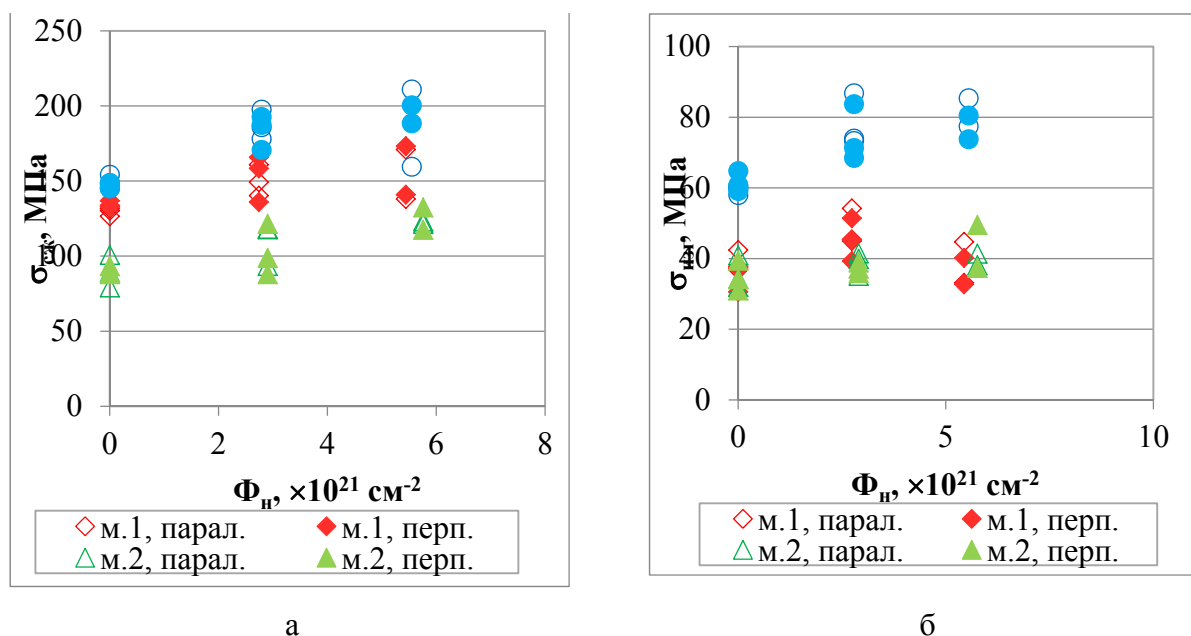 250
200
150
100
50
0
0 2 4 6 8
σсж, МПа
Φн, ×10²¹ см⁻²
м.1, парал. м.1, перп.
м.2, парал. м.2, перп.
а
100
80
60
40
20
0
0 5 10
МПа
Φн, ×10²¹ см⁻²
м.1, парал. м.1, перп.
м.2, парал. м.2, перп.
б